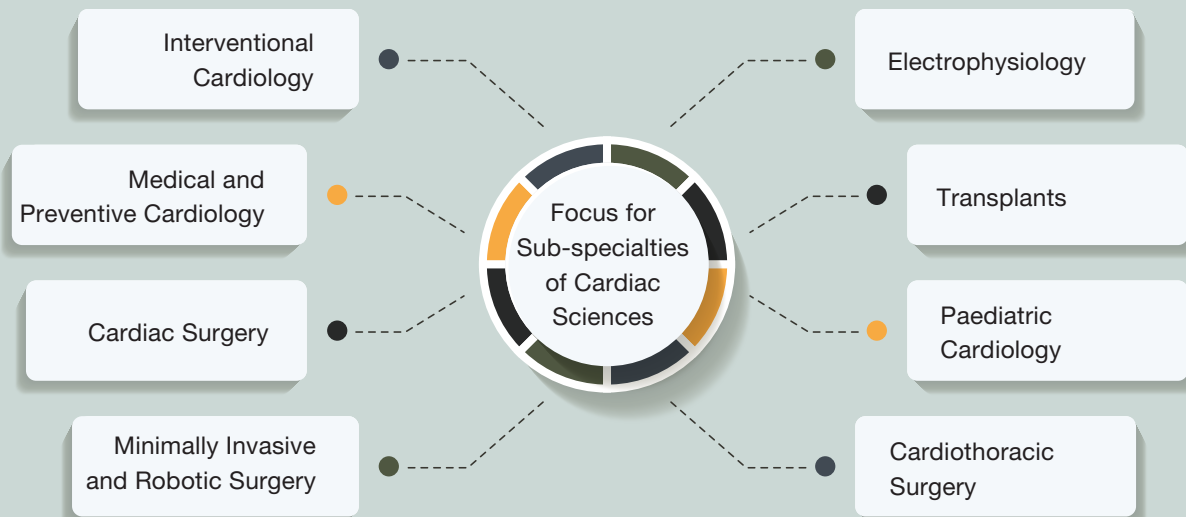 Interventional
Cardiology
Medical and
Preventive Cardiology
Cardiac Surgery
Minimally Invasive
and Robotic Surgery
Focus for
Sub-specialties
of Cardiac
Sciences
Electrophysiology
Transplants
Paediatric
Cardiology
Cardiothoracic
Surgery